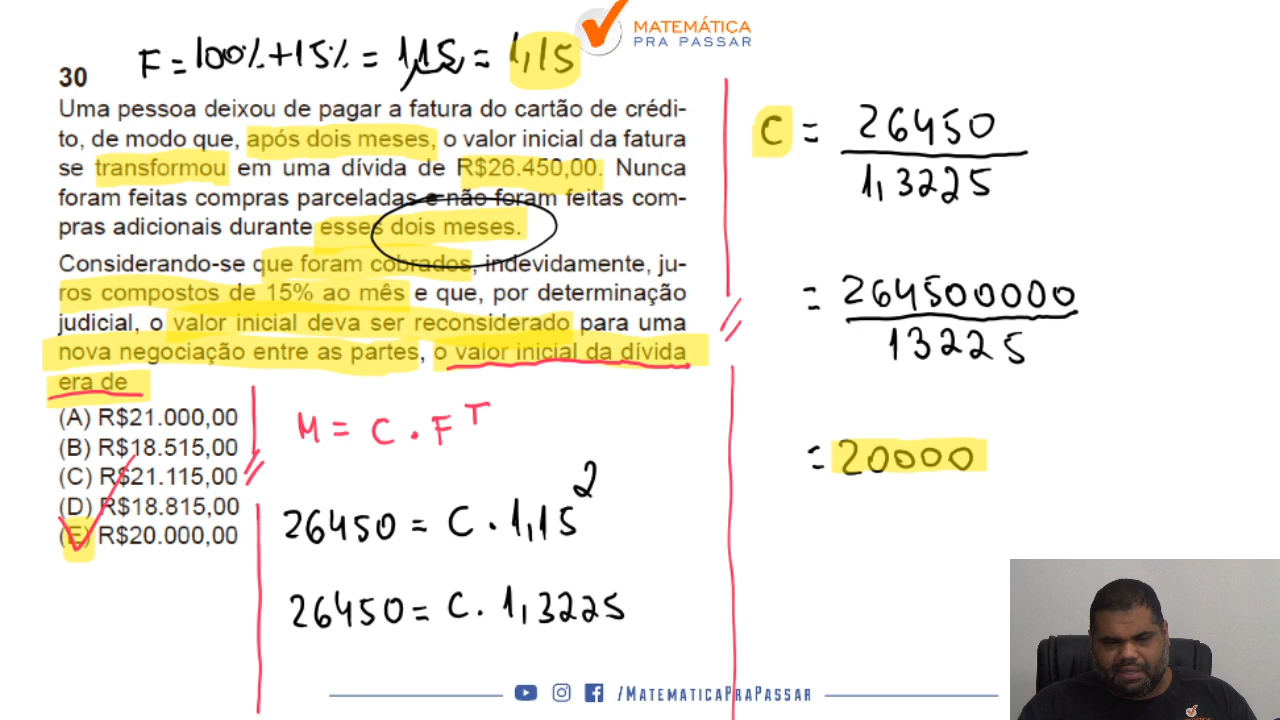 MATEMÁTICA
PRA PASSAR
F = 100% + 15% = 1,15 = 1,15
30
Uma pessoa deixou de pagar a fatura do cartão de crédi-
to, de modo que, após dois meses, o valor inicial da fatura
se transformou em uma dívida de R$26.450,00. Nunca
foram feitas compras parceladas e não foram feitas com-
pras adicionais durante esses dois meses.
Considerando-se que foram cobrados, indevidamente, ju-
ros compostos de 15% ao mês e que, por determinação
judicial, o valor inicial deva ser reconsiderado para uma
nova negociação entre as partes, o valor inicial da dívida
era de
(A) R$21.000,00
(B) R$18.515,00
(C) R$21.115,00
(D) R$18.815,00
(E) R$20.000,00
M = C . F^T
26450 = C . 1,15²
26450 = C . 1,3225
C = 26450
1,3225
= 264500000
13225
= 20000
/MatematicaPraPassar